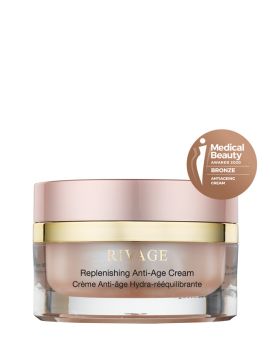 Medical
Beauty
AWARDS 2020
BRONZE
ANTIAGEING
CREAM
RIVAGE
Replenishing Anti-Age Cream
Crème Anti-âge Hydra-rééquilibrante